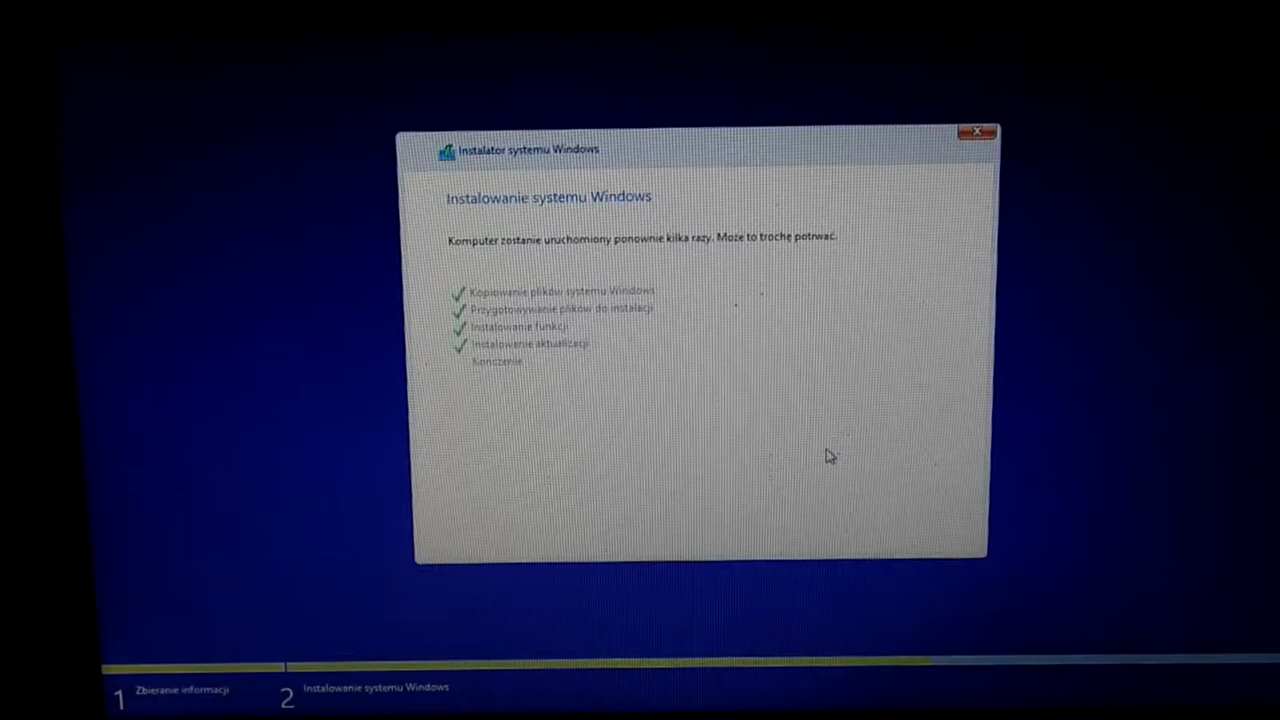 Instalator systemu Windows
Instalowanie systemu Windows
Komputer zostanie uruchomiony ponownie kilka razy. Może to trochę potrwać.
Kopiowanie plików systemu Windows
Przygotowywanie plików do instalacji
Instalowanie funkcji
Instalowanie aktualizacji
Kończenie
1 Zbieranie informacji
2 Instalowanie systemu Windows